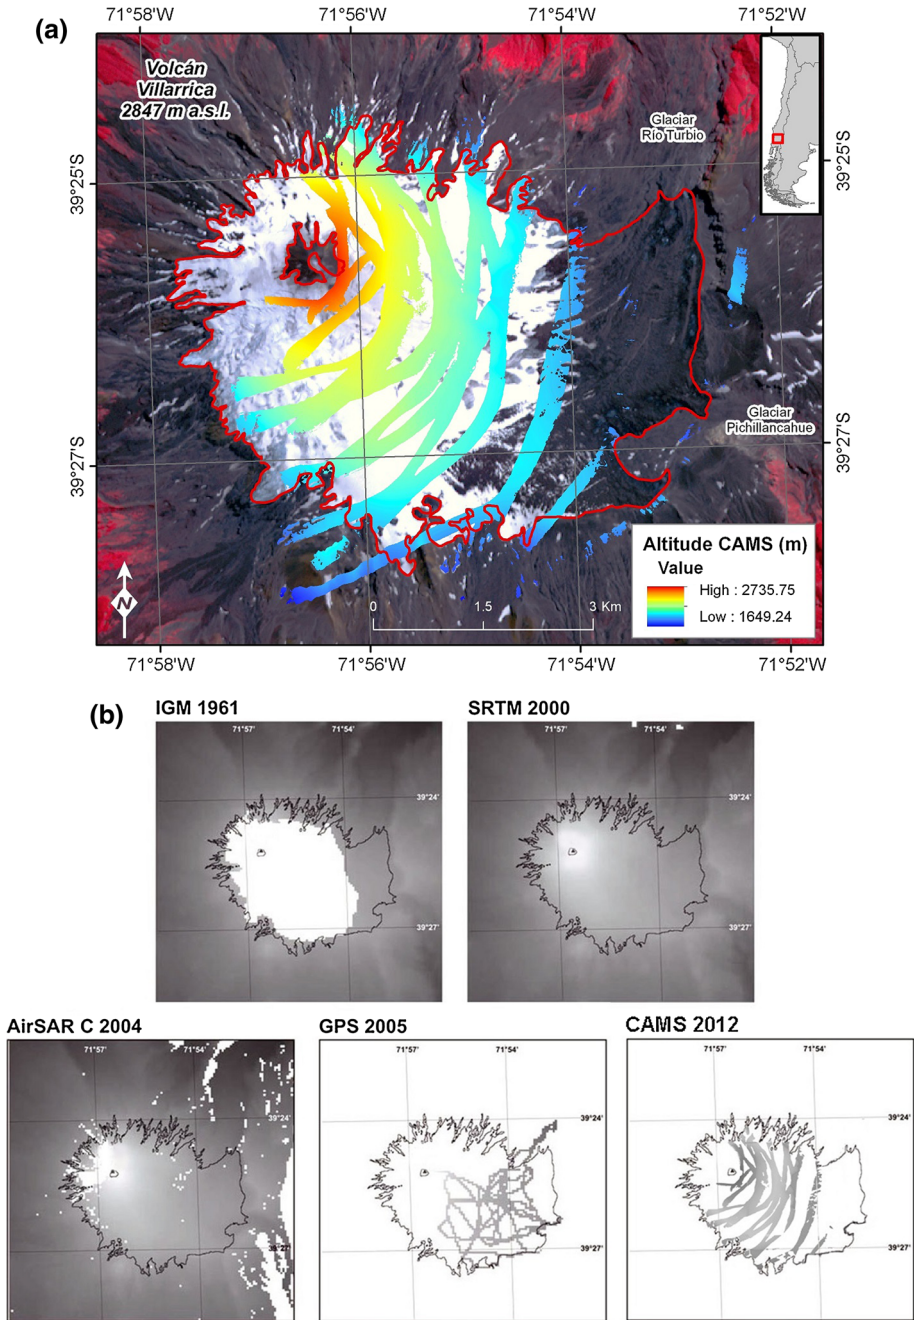 (a)
71°58'W
71°56'W
71°54'W
71°52'W
Volcán
Villarrica
2847 m a.s.l.
Glaciar
Río Turbio
39°25'S
39°25'S
Glaciar
Pichillancahue
39°27'S
39°27'S
Altitude CAMS (m)
Value
High : 2735.75
Low : 1649.24
N
0 1.5 3 Km
71°58'W
71°56'W
71°54'W
71°52'W
(b)
IGM 1961
71°57'
71°54'
39°24'
39°27'
SRTM 2000
71°57'
71°54'
39°24'
39°27'
AirSAR C 2004
71°57'
71°54'
39°24'
39°27'
GPS 2005
71°57'
71°54'
39°24'
39°27'
CAMS 2012
71°57'
71°54'
39°24'
39°27'